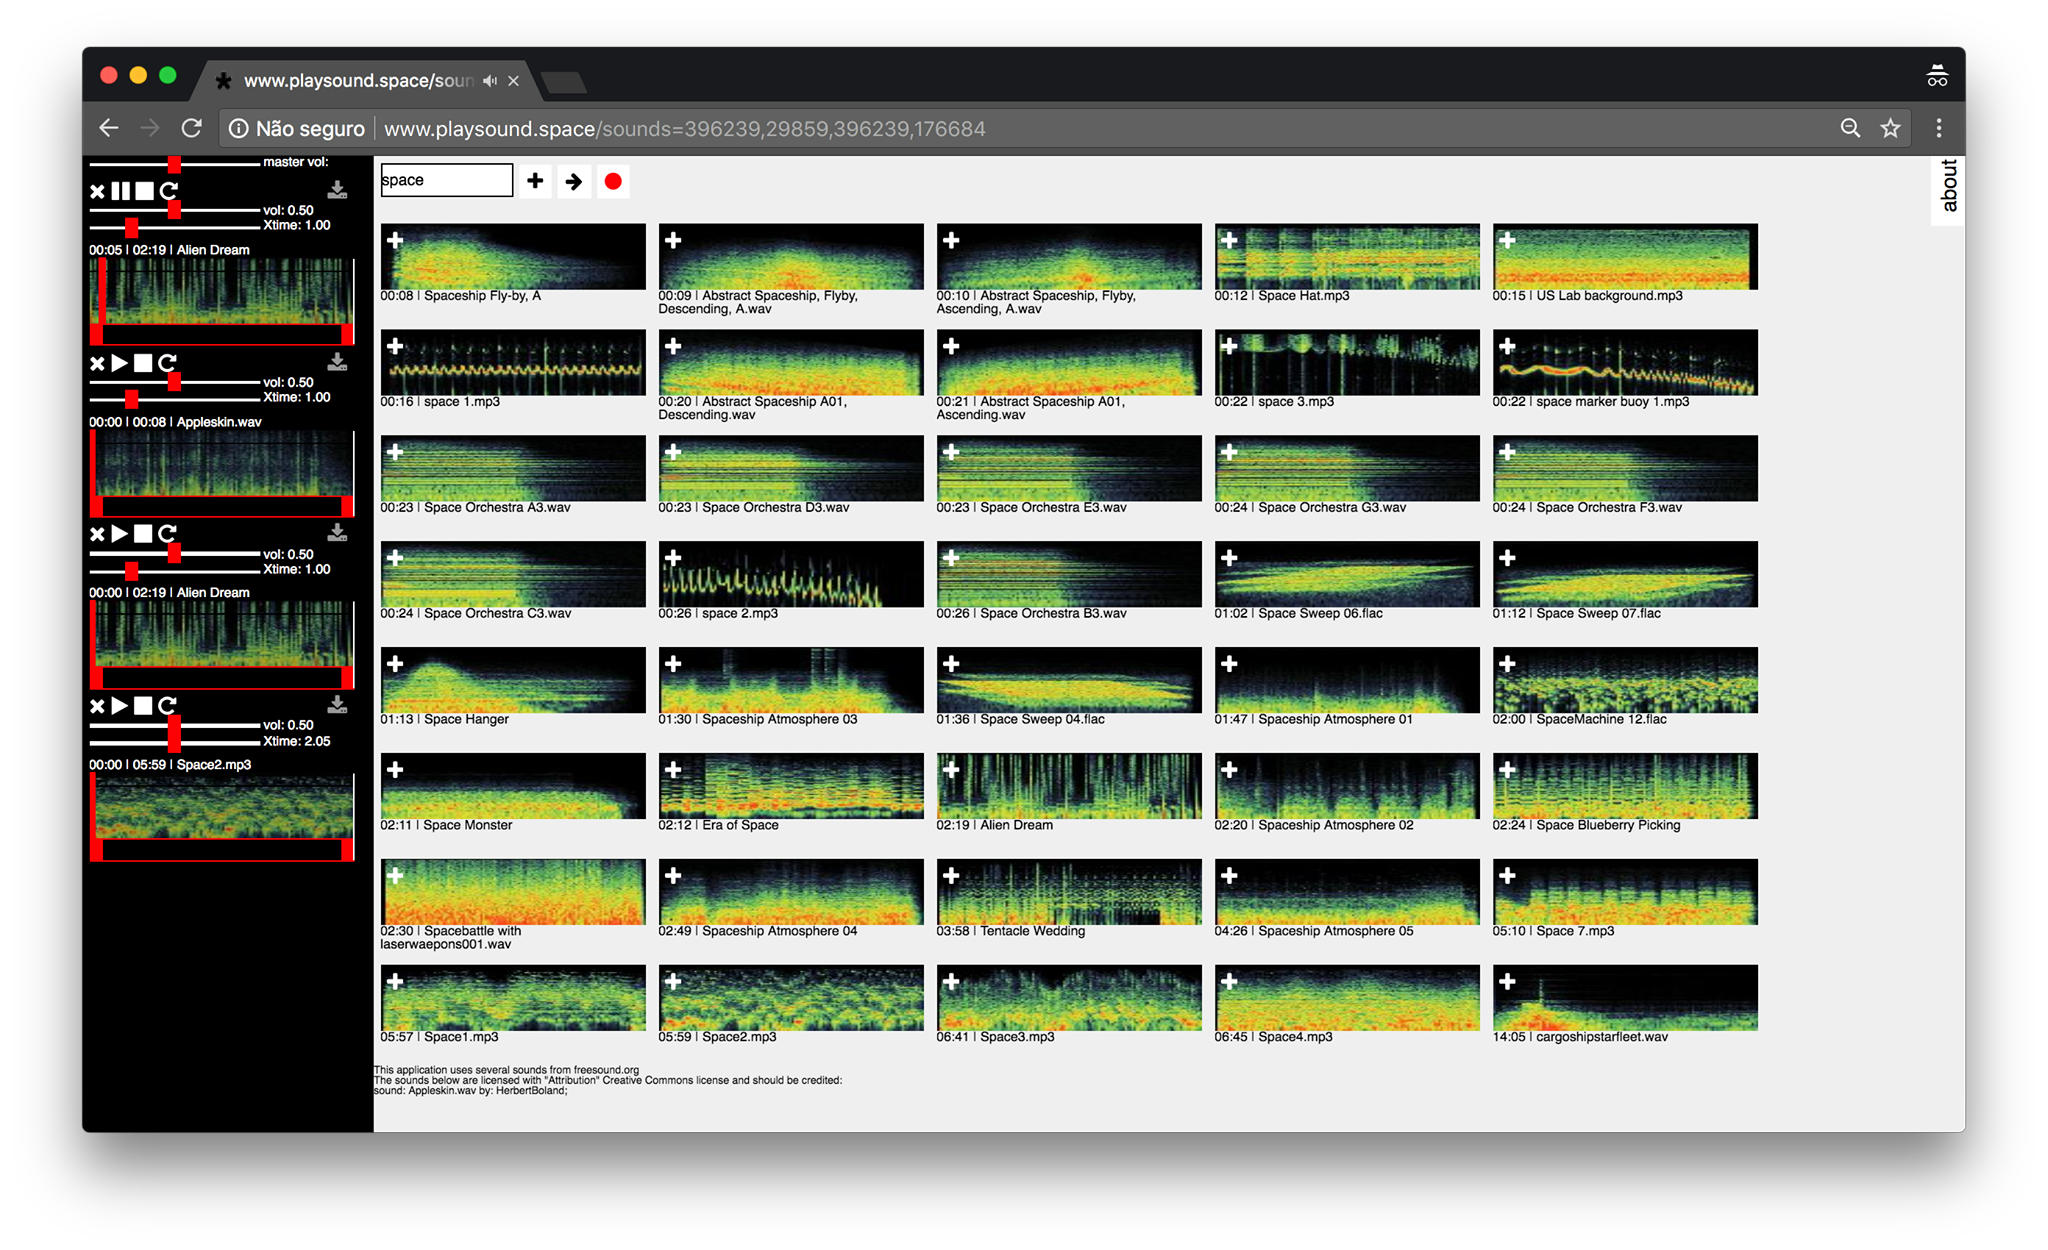 www.playsound.space/soun
Não seguro
www.playsound.space/sounds=396239,29859,396239,176684
master vol:
vol: 0.50
Xtime: 1.00
00:05 | 02:19 | Alien Dream
vol: 0.50
Xtime: 1.00
00:00 | 00:08 | Appleskin.wav
vol: 0.50
Xtime: 1.00
00:00 | 02:19 | Alien Dream
vol: 0.50
Xtime: 2.05
00:00 | 05:59 | Space2.mp3
space
about
00:08 | Spaceship Fly-by, A
00:09 | Abstract Spaceship, Flyby,
Descending, A.wav
00:10 | Abstract Spaceship, Flyby,
Ascending, A.wav
00:12 | Space Hat.mp3
00:15 | US Lab background.mp3
00:16 | space 1.mp3
00:20 | Abstract Spaceship A01,
Descending.wav
00:21 | Abstract Spaceship A01,
Ascending.wav
00:22 | space 3.mp3
00:22 | space marker buoy 1.mp3
00:23 | Space Orchestra A3.wav
00:23 | Space Orchestra D3.wav
00:23 | Space Orchestra E3.wav
00:24 | Space Orchestra G3.wav
00:24 | Space Orchestra F3.wav
00:24 | Space Orchestra C3.wav
00:26 | space 2.mp3
00:26 | Space Orchestra B3.wav
01:02 | Space Sweep 06.flac
01:12 | Space Sweep 07.flac
01:13 | Space Hanger
01:30 | Spaceship Atmosphere 03
01:36 | Space Sweep 04.flac
01:47 | Spaceship Atmosphere 01
02:00 | SpaceMachine 12.flac
02:11 | Space Monster
02:12 | Era of Space
02:19 | Alien Dream
02:20 | Spaceship Atmosphere 02
02:24 | Space Blueberry Picking
02:30 | Spacebattle with
laserwaepons001.wav
02:49 | Spaceship Atmosphere 04
03:58 | Tentacle Wedding
04:26 | Spaceship Atmosphere 05
05:10 | Space 7.mp3
05:57 | Space1.mp3
05:59 | Space2.mp3
06:41 | Space3.mp3
06:45 | Space4.mp3
14:05 | cargoshipstarfleet.wav
This application uses several sounds from freesound.org
The sounds below are licensed with "Attribution" Creative Commons license and should be credited:
sound: Appleskin.wav by: HerbertBoland;